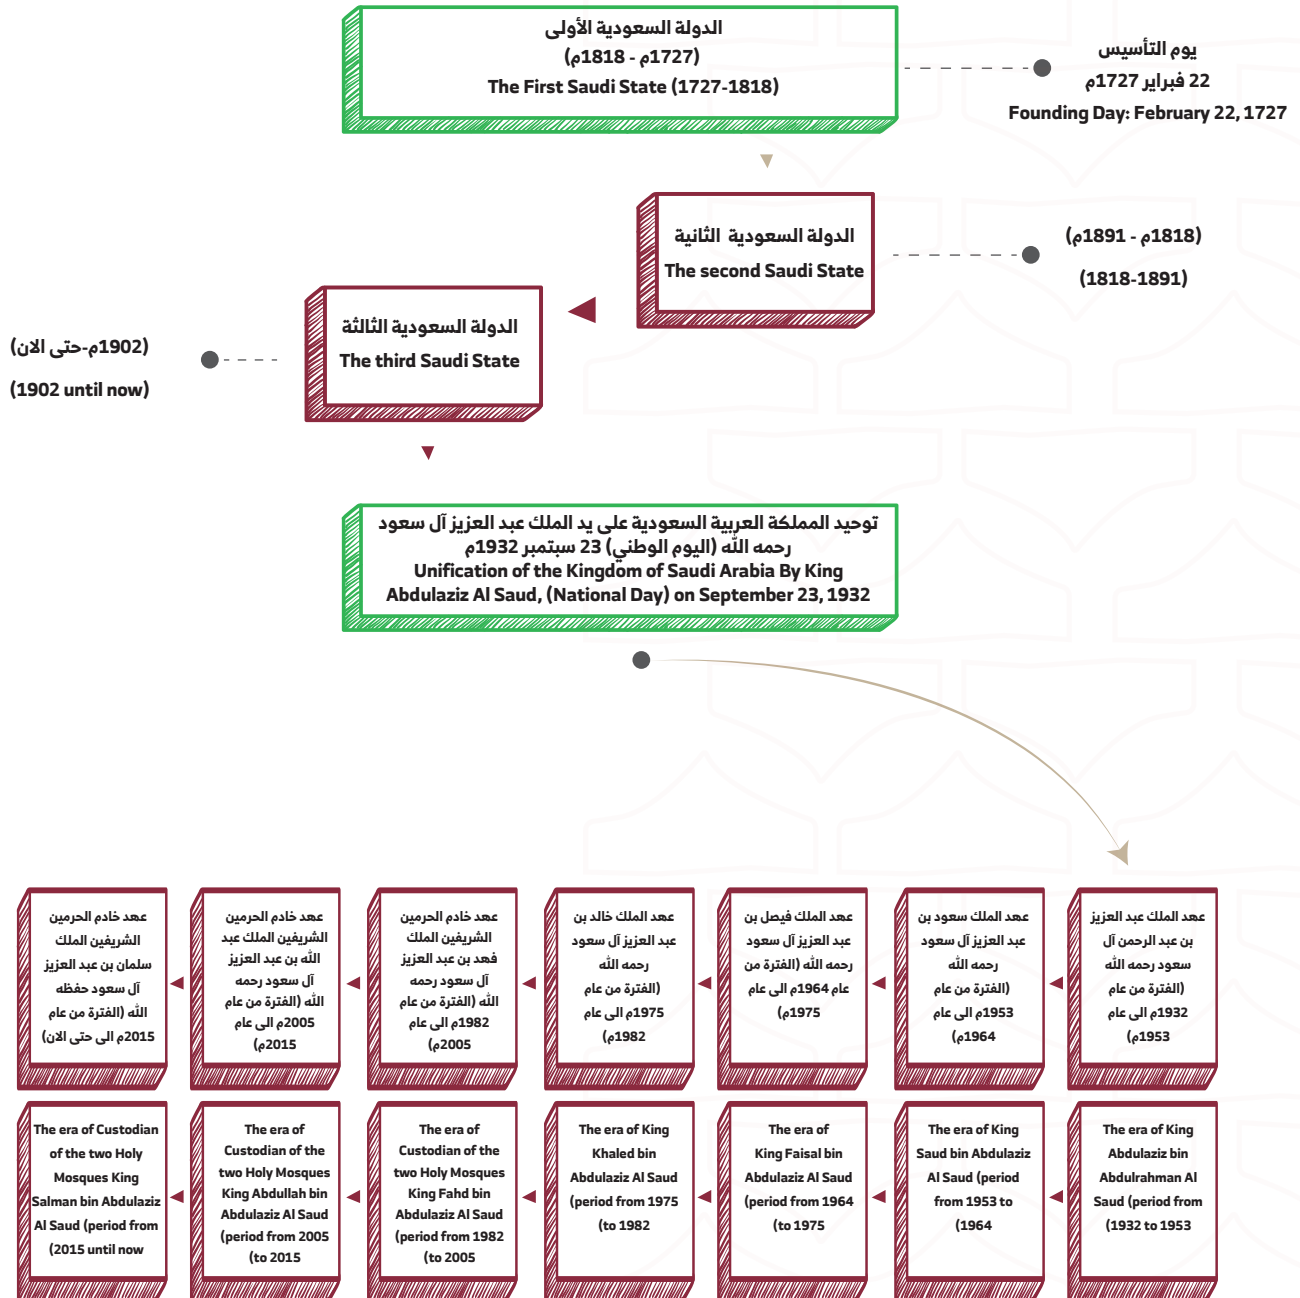 الدولة السعودية الأولى
(1727م - 1818م)
The First Saudi State (1727-1818)
يوم التأسيس
22 فبراير 1727م
Founding Day: February 22, 1727
الدولة السعودية الثانية
The second Saudi State
(1818م - 1891م)
(1818-1891)
الدولة السعودية الثالثة
The third Saudi State
(1902م-حتى الان)
(1902 until now)
توحيد المملكة العربية السعودية على يد الملك عبد العزيز آل سعود
رحمه الله (اليوم الوطني) 23 سبتمبر 1932م
Unification of the Kingdom of Saudi Arabia By King
Abdulaziz Al Saud, (National Day) on September 23, 1932
عهد الملك عبد العزيز
بن عبد الرحمن آل
سعود رحمه الله
(الفترة من عام
1932م الى عام
1953م)
عهد الملك سعود بن
عبد العزيز آل سعود
رحمه الله
(الفترة من عام
1953م الى عام
1964م)
عهد الملك فيصل بن
عبد العزيز آل سعود
رحمه الله (الفترة من
عام 1964م الى عام
1975م)
عهد الملك خالد بن
عبد العزيز آل سعود
رحمه الله
(الفترة من عام
1975م الى عام
1982م)
عهد خادم الحرمين
الشريفين الملك
فهد بن عبد العزيز
آل سعود رحمه
الله (الفترة من عام
1982م الى عام
2005م)
عهد خادم الحرمين
الشريفين الملك عبد
الله بن عبد العزيز
آل سعود رحمه
الله (الفترة من عام
2005م الى عام
2015م)
عهد خادم الحرمين
الشريفين الملك
سلمان بن عبد العزيز
آل سعود حفظه
الله (الفترة من عام
2015م الى حتى الان)
The era of King
Abdulaziz bin
Abdulrahman Al
Saud (period from
(1932 to 1953
The era of King
Saud bin Abdulaziz
Al Saud (period
from 1953 to
(1964
The era of
King Faisal bin
Abdulaziz Al Saud
(period from 1964
(to 1975
The era of King
Khaled bin
Abdulaziz Al Saud
(period from 1975
(to 1982
The era of
Custodian of the
two Holy Mosques
King Fahd bin
Abdulaziz Al Saud
(period from 1982
(to 2005
The era of
Custodian of the
two Holy Mosques
King Abdullah bin
Abdulaziz Al Saud
(period from 2005
(to 2015
The era of Custodian
of the two Holy
Mosques King
Salman bin Abdulaziz
Al Saud (period from
(2015 until now